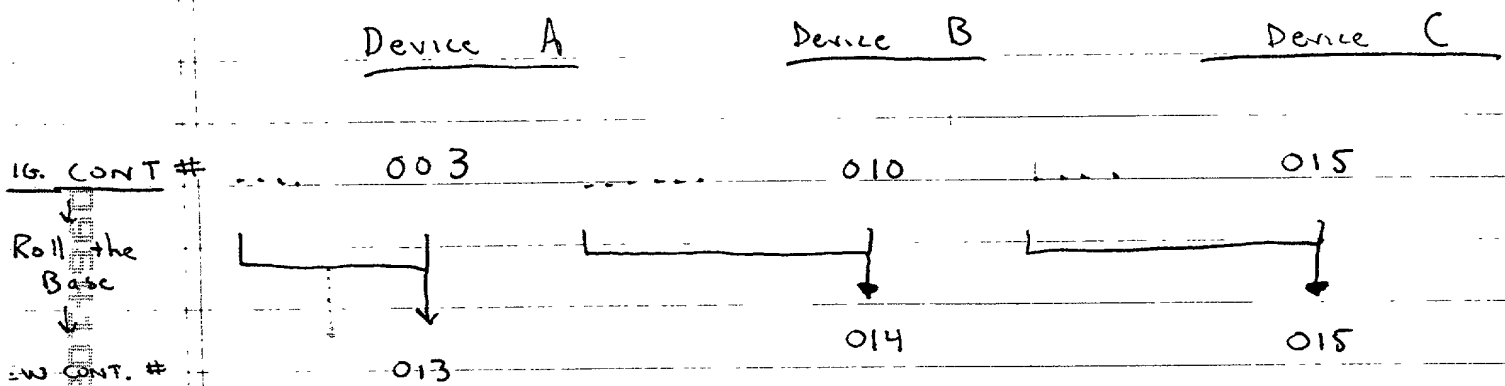 Device A Device B Device C
IG. CONT # .... 003 ...... 010 .... 015
Roll the
Base
014 015
W CONT. # 013